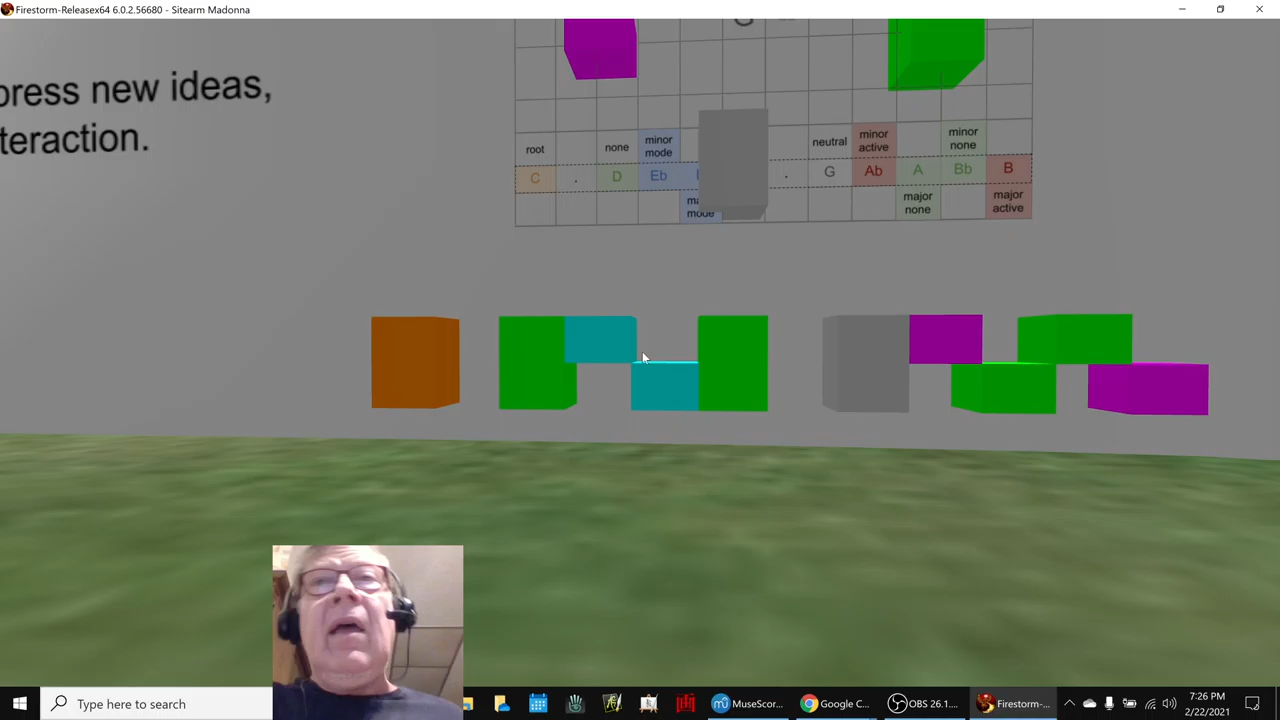 Firestorm-Releasex64 6.0.2.56680 - Sitearm Madonna
press new ideas,
teraction.
root none minor mode neutral minor active minor none
C . D Eb . G Ab A Bb B
mode major none major active
Type here to search
MuseScor...
Google C...
OBS 26.1....
Firestorm-...
7:26 PM
2/22/2021